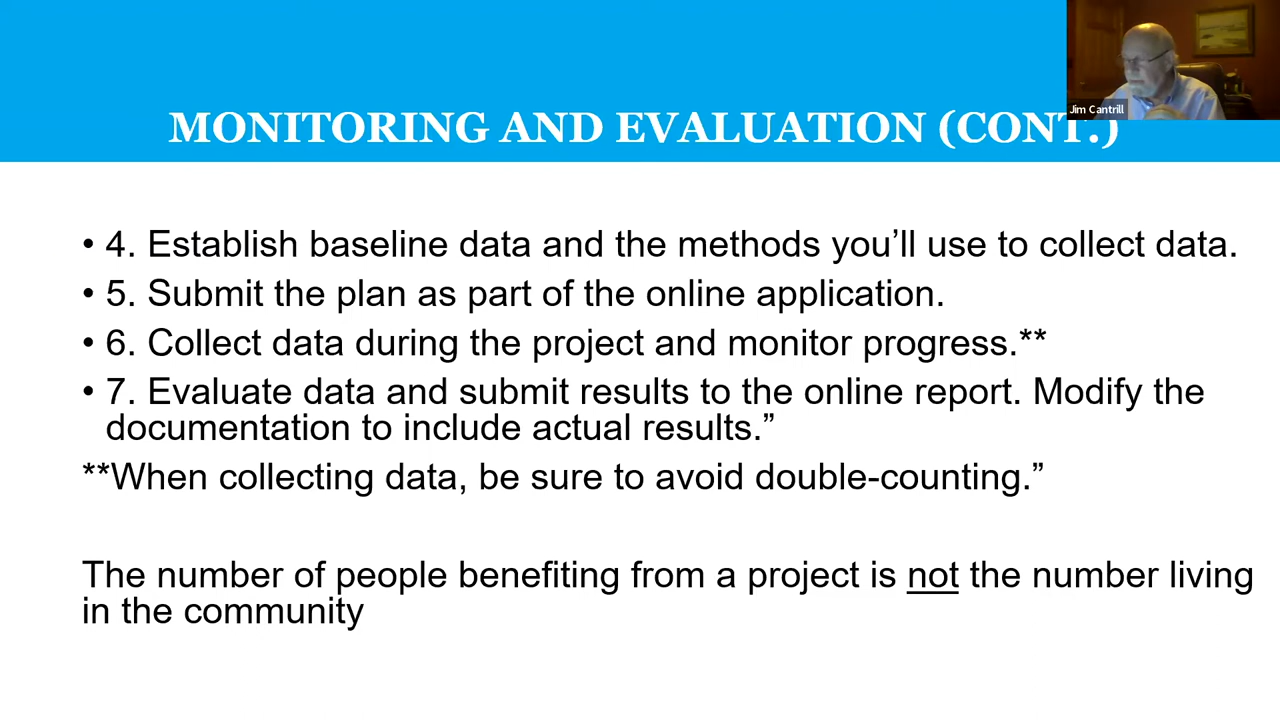 Jim Cantrill
MONITORING AND EVALUATION (CONT.)
• 4. Establish baseline data and the methods you’ll use to collect data.
• 5. Submit the plan as part of the online application.
• 6. Collect data during the project and monitor progress.**
• 7. Evaluate data and submit results to the online report. Modify the
documentation to include actual results.”
**When collecting data, be sure to avoid double-counting.”
The number of people benefiting from a project is not the number living
in the community